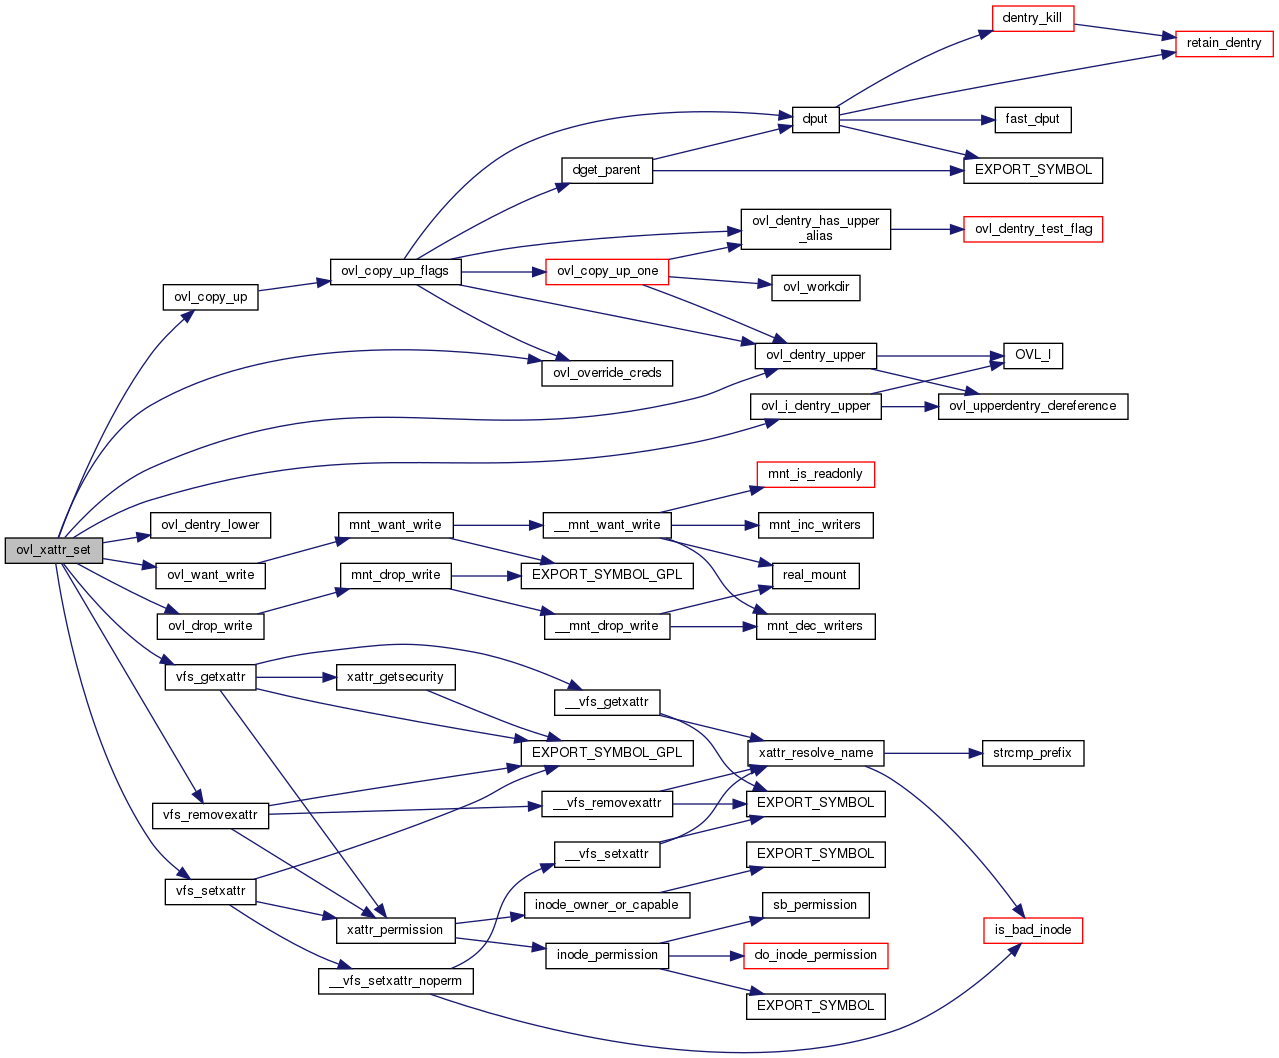 dentry_kill
retain_dentry
dput
fast_dput
EXPORT_SYMBOL
dget_parent
ovl_dentry_has_upper
_alias
ovl_dentry_test_flag
ovl_copy_up_flags
ovl_copy_up_one
ovl_workdir
ovl_copy_up
ovl_dentry_upper
OVL_I
ovl_override_creds
ovl_i_dentry_upper
ovl_upperdentry_dereference
mnt_is_readonly
ovl_dentry_lower
mnt_want_write
__mnt_want_write
mnt_inc_writers
ovl_xattr_set
ovl_want_write
mnt_drop_write
EXPORT_SYMBOL_GPL
real_mount
ovl_drop_write
__mnt_drop_write
mnt_dec_writers
vfs_getxattr
xattr_getsecurity
__vfs_getxattr
EXPORT_SYMBOL_GPL
xattr_resolve_name
strcmp_prefix
vfs_removexattr
__vfs_removexattr
EXPORT_SYMBOL
__vfs_setxattr
EXPORT_SYMBOL
vfs_setxattr
inode_owner_or_capable
sb_permission
xattr_permission
is_bad_inode
inode_permission
do_inode_permission
__vfs_setxattr_noperm
EXPORT_SYMBOL